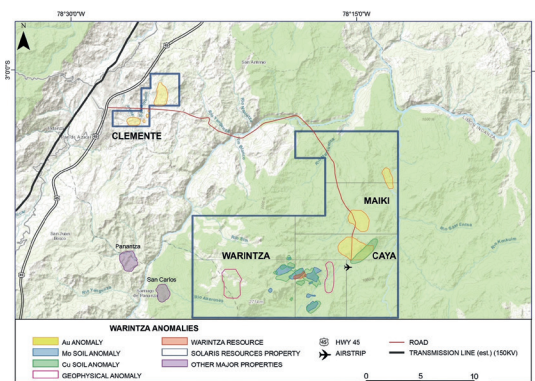 78°30'0"W 78°15'0"W
N
3°0'0"S
San Antonio
CLEMENTE
MAIKI
Panantza
WARINTZA
CAYA
San Carlos
WARINTZA ANOMALIES
Au ANOMALY
Mo SOIL ANOMALY
Cu SOIL ANOMALY
GEOPHYSICAL ANOMALY
WARINTZA RESOURCE
SOLARIS RESOURCES PROPERTY
OTHER MAJOR PROPERTIES
45 HWY 45
AIRSTRIP
ROAD
TRANSMISSION LINE (est.) (150KV)
0 5 10